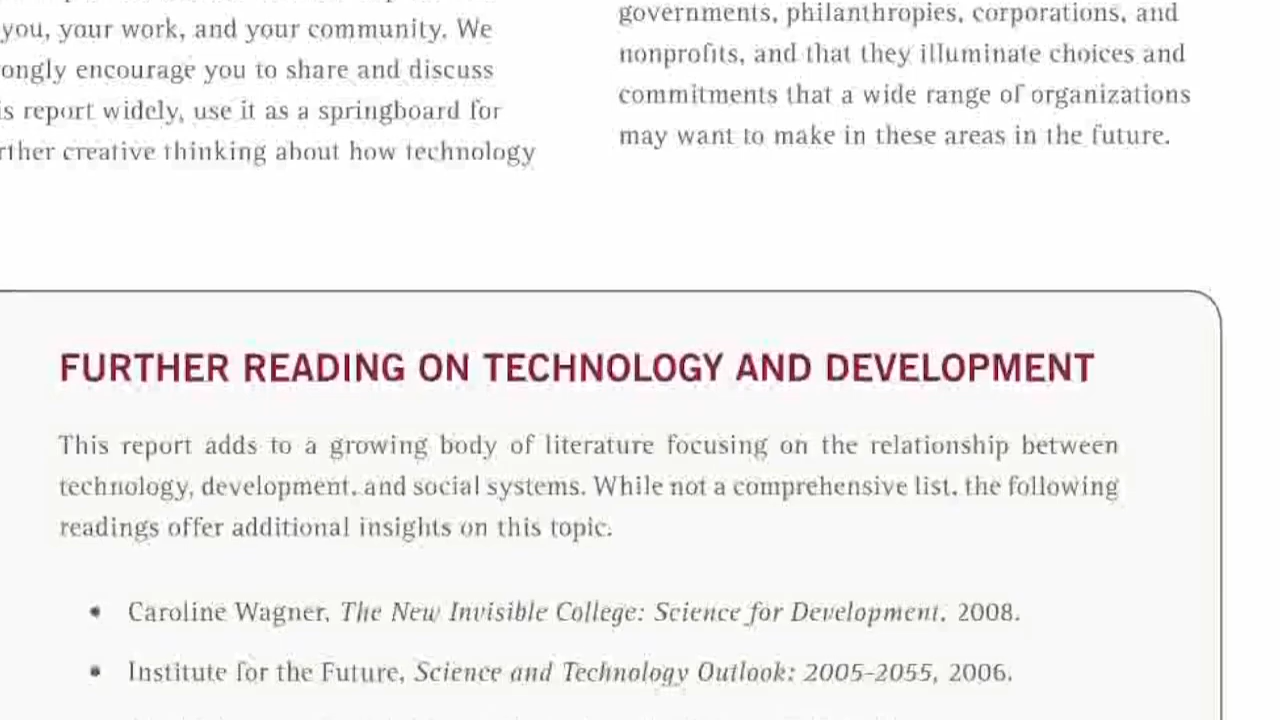 you, your work, and your community. We
ongly encourage you to share and discuss
is report widely, use it as a springboard for
rther creative thinking about how technology
governments, philanthropies, corporations, and
nonprofits, and that they illuminate choices and
commitments that a wide range of organizations
may want to make in these areas in the future.
FURTHER READING ON TECHNOLOGY AND DEVELOPMENT
This report adds to a growing body of literature focusing on the relationship between
technology, development, and social systems. While not a comprehensive list, the following
readings offer additional insights on this topic.
• Caroline Wagner, The New Invisible College: Science for Development, 2008.
• Institute for the Future, Science and Technology Outlook: 2005–2055, 2006.